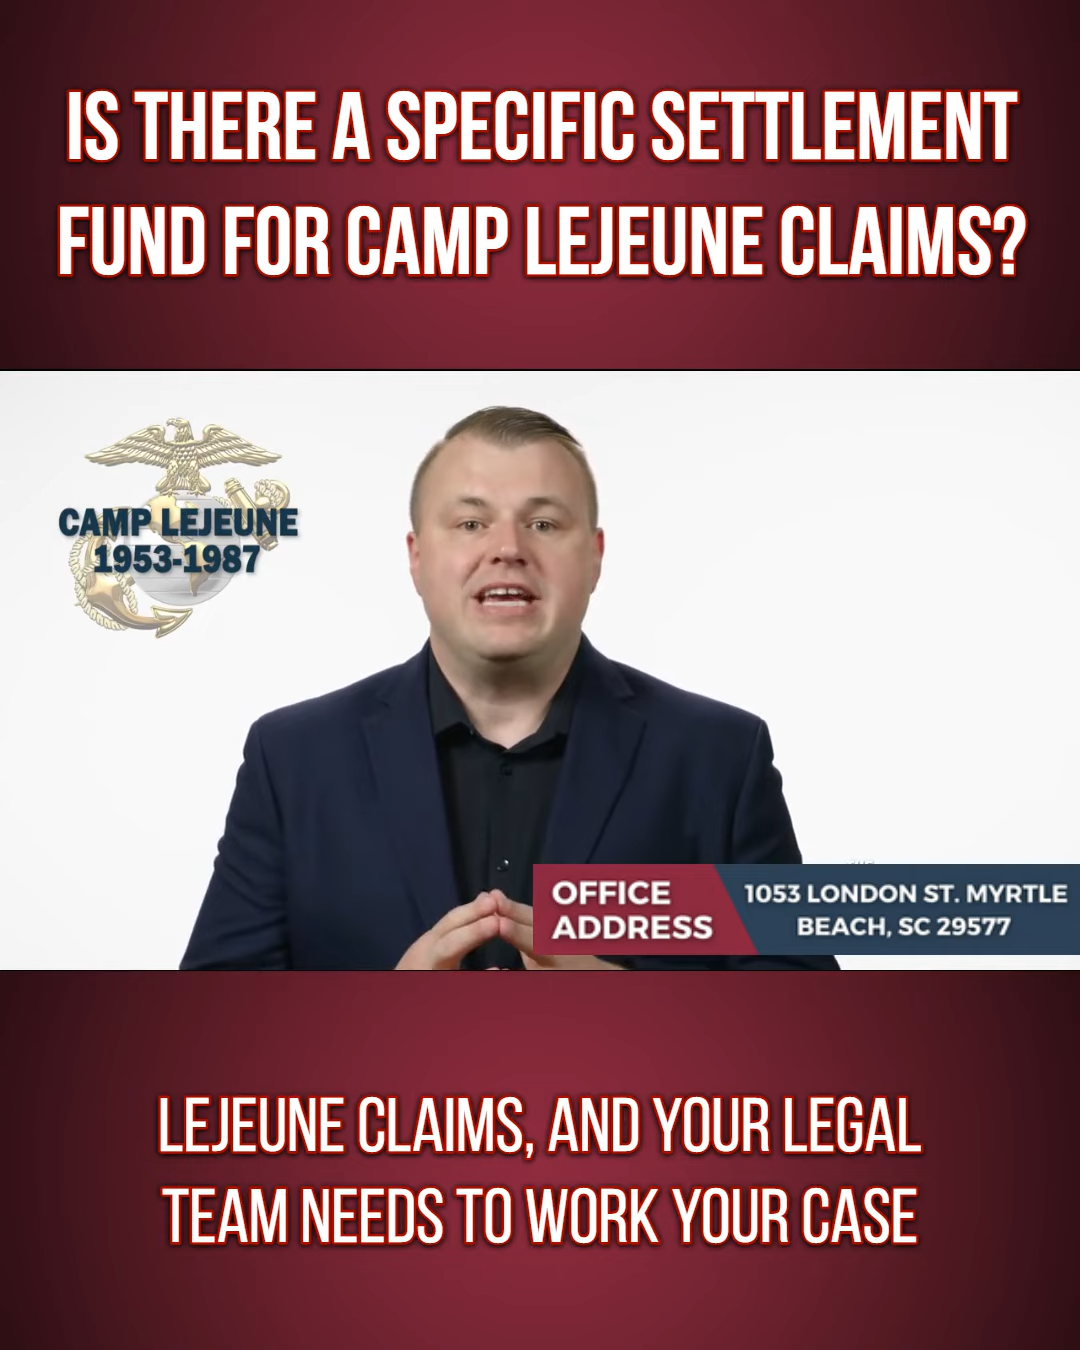 IS THERE A SPECIFIC SETTLEMENT
FUND FOR CAMP LEJEUNE CLAIMS?
CAMP LEJEUNE
1953-1987
OFFICE
ADDRESS
1053 LONDON ST. MYRTLE
BEACH, SC 29577
LEJEUNE CLAIMS, AND YOUR LEGAL
TEAM NEEDS TO WORK YOUR CASE